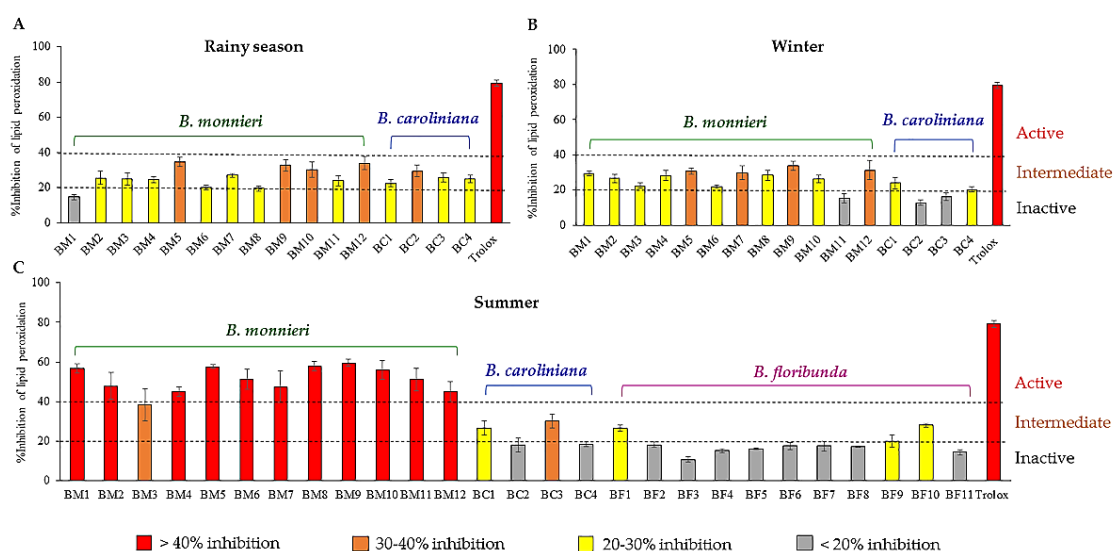 A
Rainy season
%Inhibition of lipid peroxidation
100
80
60
40
20
0
B. monnieri
B. caroliniana
BM1 BM2 BM3 BM4 BM5 BM6 BM7 BM8 BM9 BM10 BM11 BM12 BC1 BC2 BC3 BC4 Trolox
B
Winter
%Inhibition of lipid peroxidation
100
80
60
40
20
0
B. monnieri
B. caroliniana
Active
Intermediate
Inactive
BM1 BM2 BM3 BM4 BM5 BM6 BM7 BM8 BM9 BM10 BM11 BM12 BC1 BC2 BC3 BC4 Trolox
C
Summer
%Inhibition of lipid peroxidation
100
80
60
40
20
0
B. monnieri
B. caroliniana
B. floribunda
Active
Intermediate
Inactive
BM1 BM2 BM3 BM4 BM5 BM6 BM7 BM8 BM9 BM10 BM11 BM12 BC1 BC2 BC3 BC4 BF1 BF2 BF3 BF4 BF5 BF6 BF7 BF8 BF9 BF10 BF11 Trolox
> 40% inhibition
30-40% inhibition
20-30% inhibition
< 20% inhibition